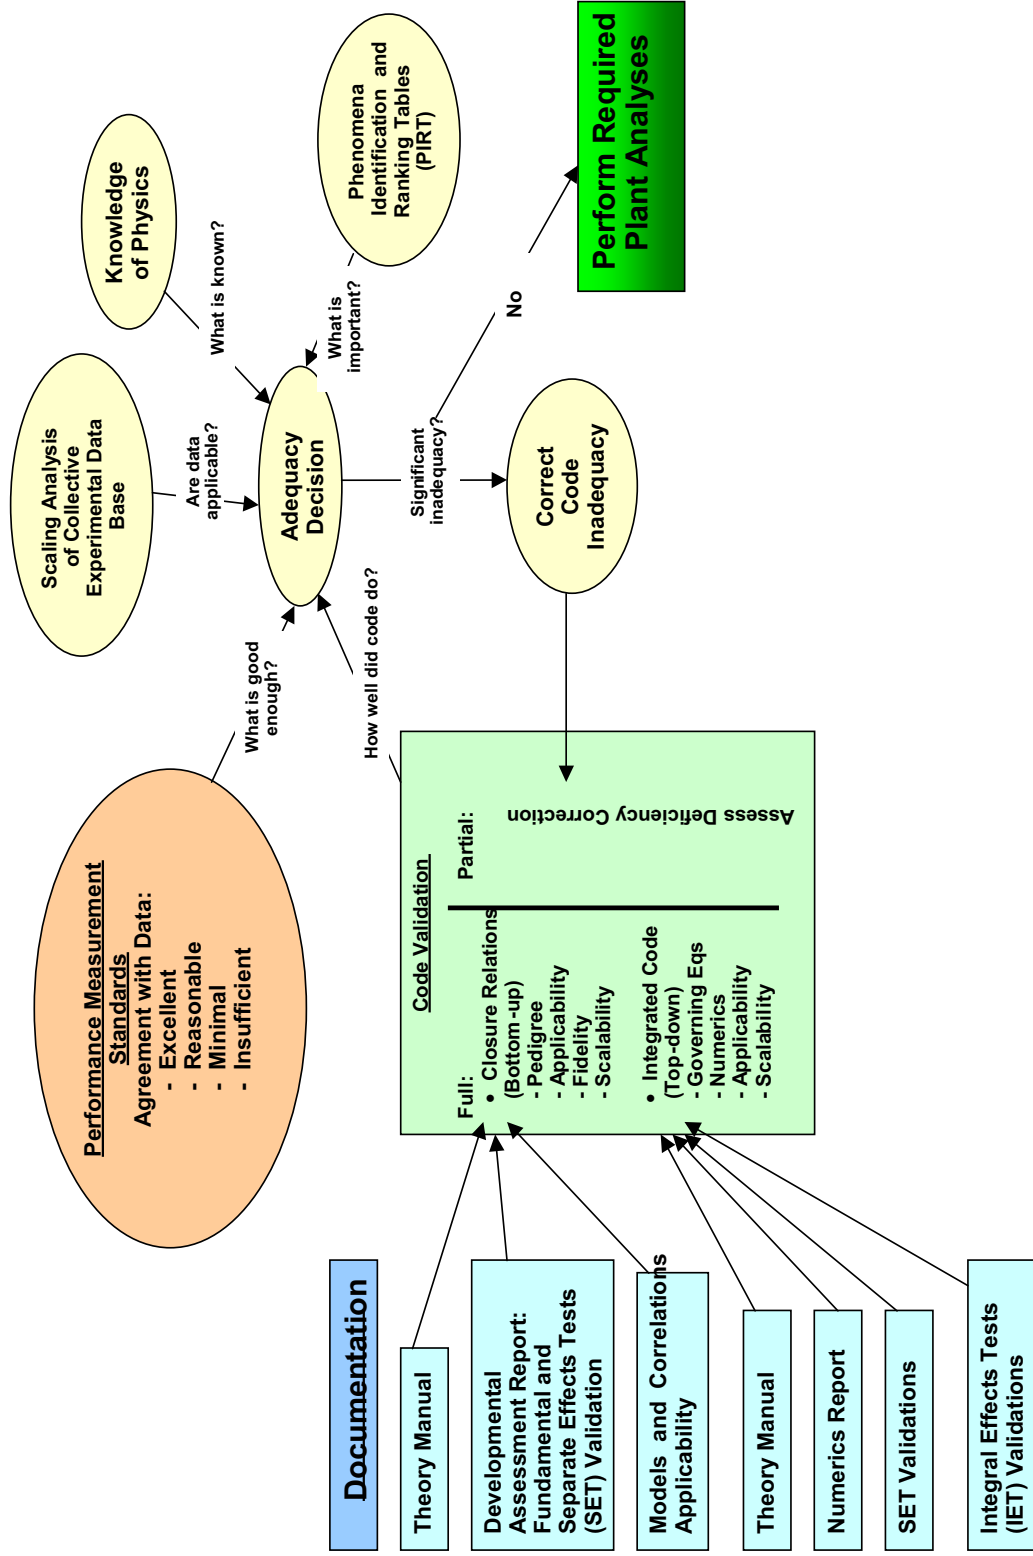 Documentation
Theory Manual
Developmental
Assessment Report:
Fundamental and
Separate Effects Tests
(SET) Validation
Models and Correlations
Applicability
Theory Manual
Numerics Report
SET Validations
Integral Effects Tests
(IET) Validations
Performance Measurement
Standards
Agreement with Data:
- Excellent
- Reasonable
- Minimal
- Insufficient
Code Validation
Full:
• Closure Relations
(Bottom-up)
- Pedigree
- Applicability
- Fidelity
- Scalability
• Integrated Code
(Top-down)
- Governing Eqs
- Numerics
- Applicability
- Scalability
Partial:
Assess Deficiency Correction
What is good
enough?
How well did code do?
Scaling Analysis
of Collective
Experimental Data
Base
Are data
applicable?
Knowledge
of Physics
What is known?
Phenomena
Identification and
Ranking Tables
(PIRT)
What is
important?
Adequacy
Decision
Significant
inadequacy?
No
Correct
Code
Inadequacy
Perform Required
Plant Analyses